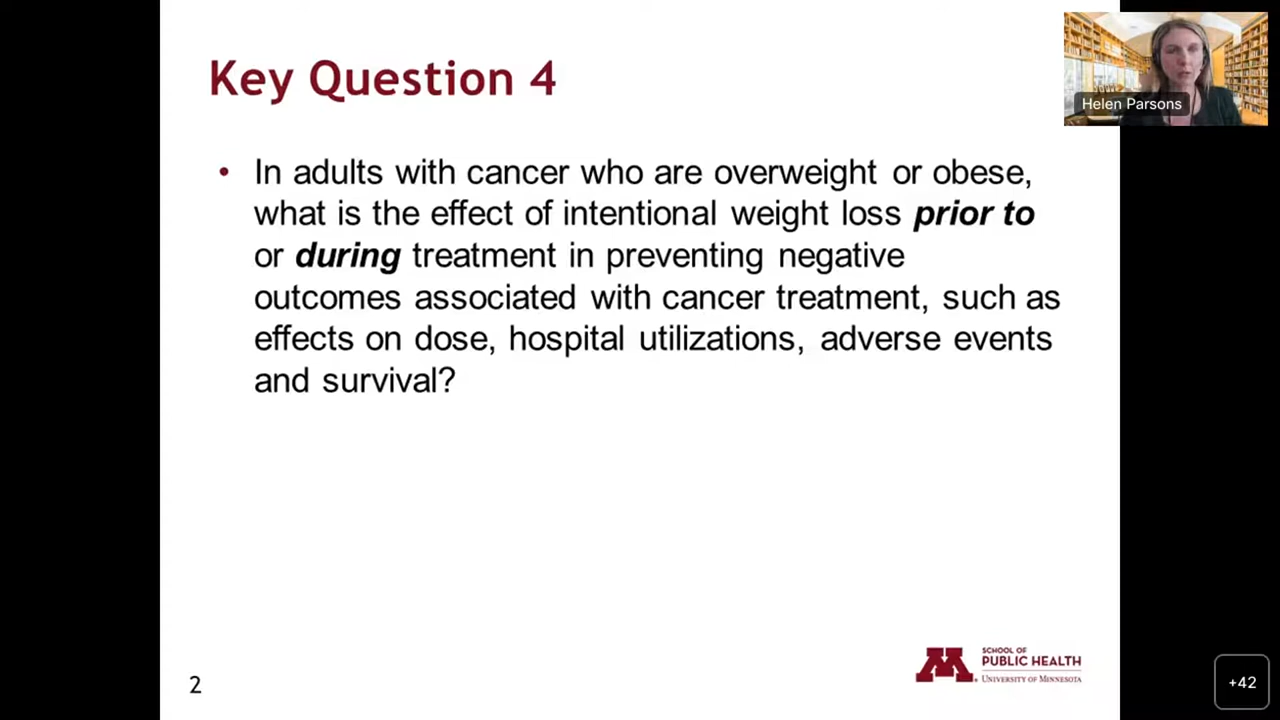 Key Question 4
Helen Parsons
• In adults with cancer who are overweight or obese,
what is the effect of intentional weight loss prior to
or during treatment in preventing negative
outcomes associated with cancer treatment, such as
effects on dose, hospital utilizations, adverse events
and survival?
2
M
SCHOOL OF
PUBLIC HEALTH
UNIVERSITY OF MINNESOTA
+42